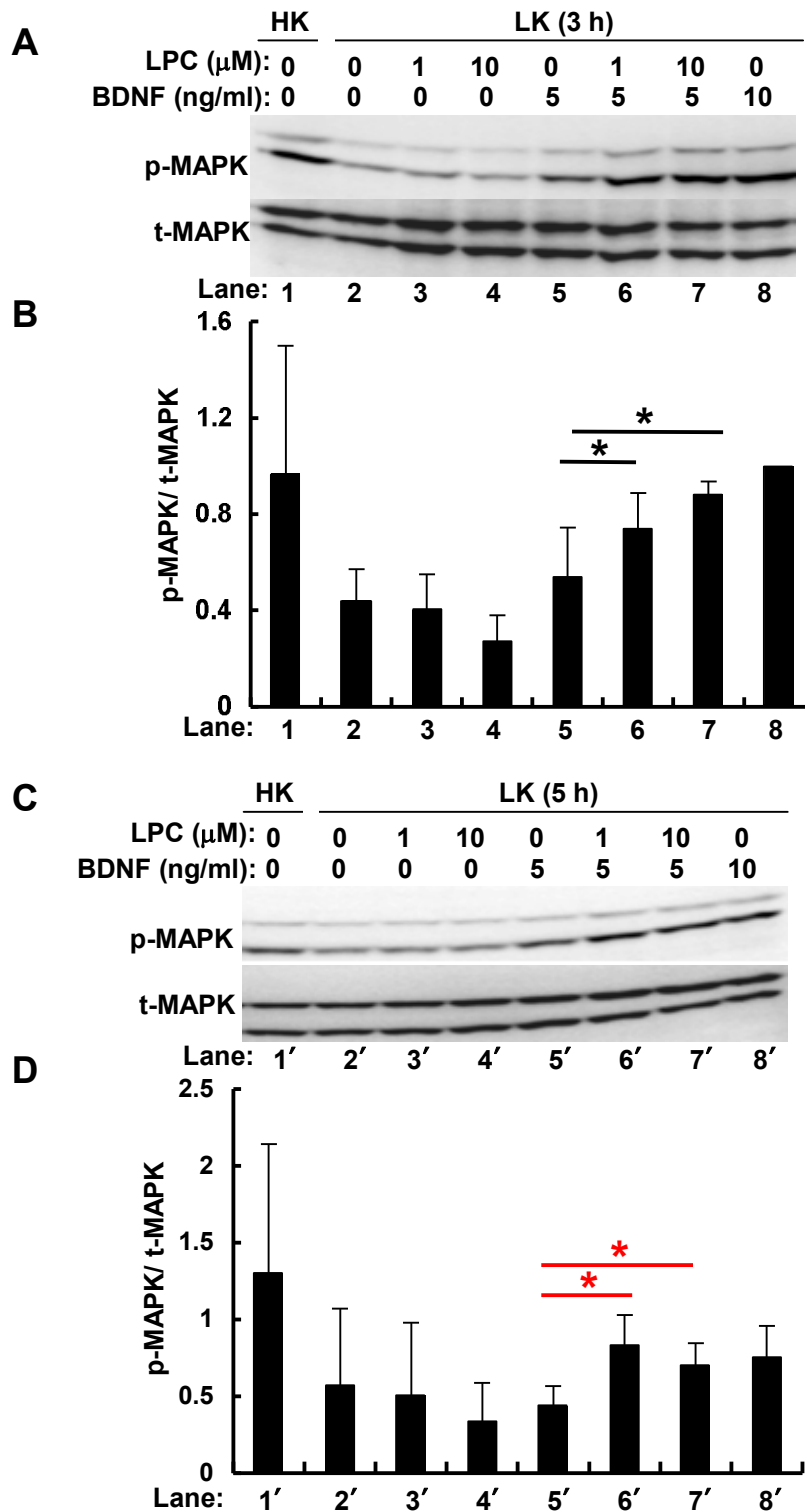 A
HK LK (3 h)
LPC (μM): 0 0 1 10 0 1 10 0
BDNF (ng/ml): 0 0 0 0 5 5 5 10
p-MAPK
t-MAPK
Lane: 1 2 3 4 5 6 7 8
B
1.6
1.2
0.8
0.4
0
p-MAPK/ t-MAPK
*
*
Lane: 1 2 3 4 5 6 7 8
C
HK LK (5 h)
LPC (μM): 0 0 1 10 0 1 10 0
BDNF (ng/ml): 0 0 0 0 5 5 5 10
p-MAPK
t-MAPK
Lane: 1′ 2′ 3′ 4′ 5′ 6′ 7′ 8′
D
2.5
2
1.5
1
0.5
0
p-MAPK/ t-MAPK
*
*
Lane: 1′ 2′ 3′ 4′ 5′ 6′ 7′ 8′